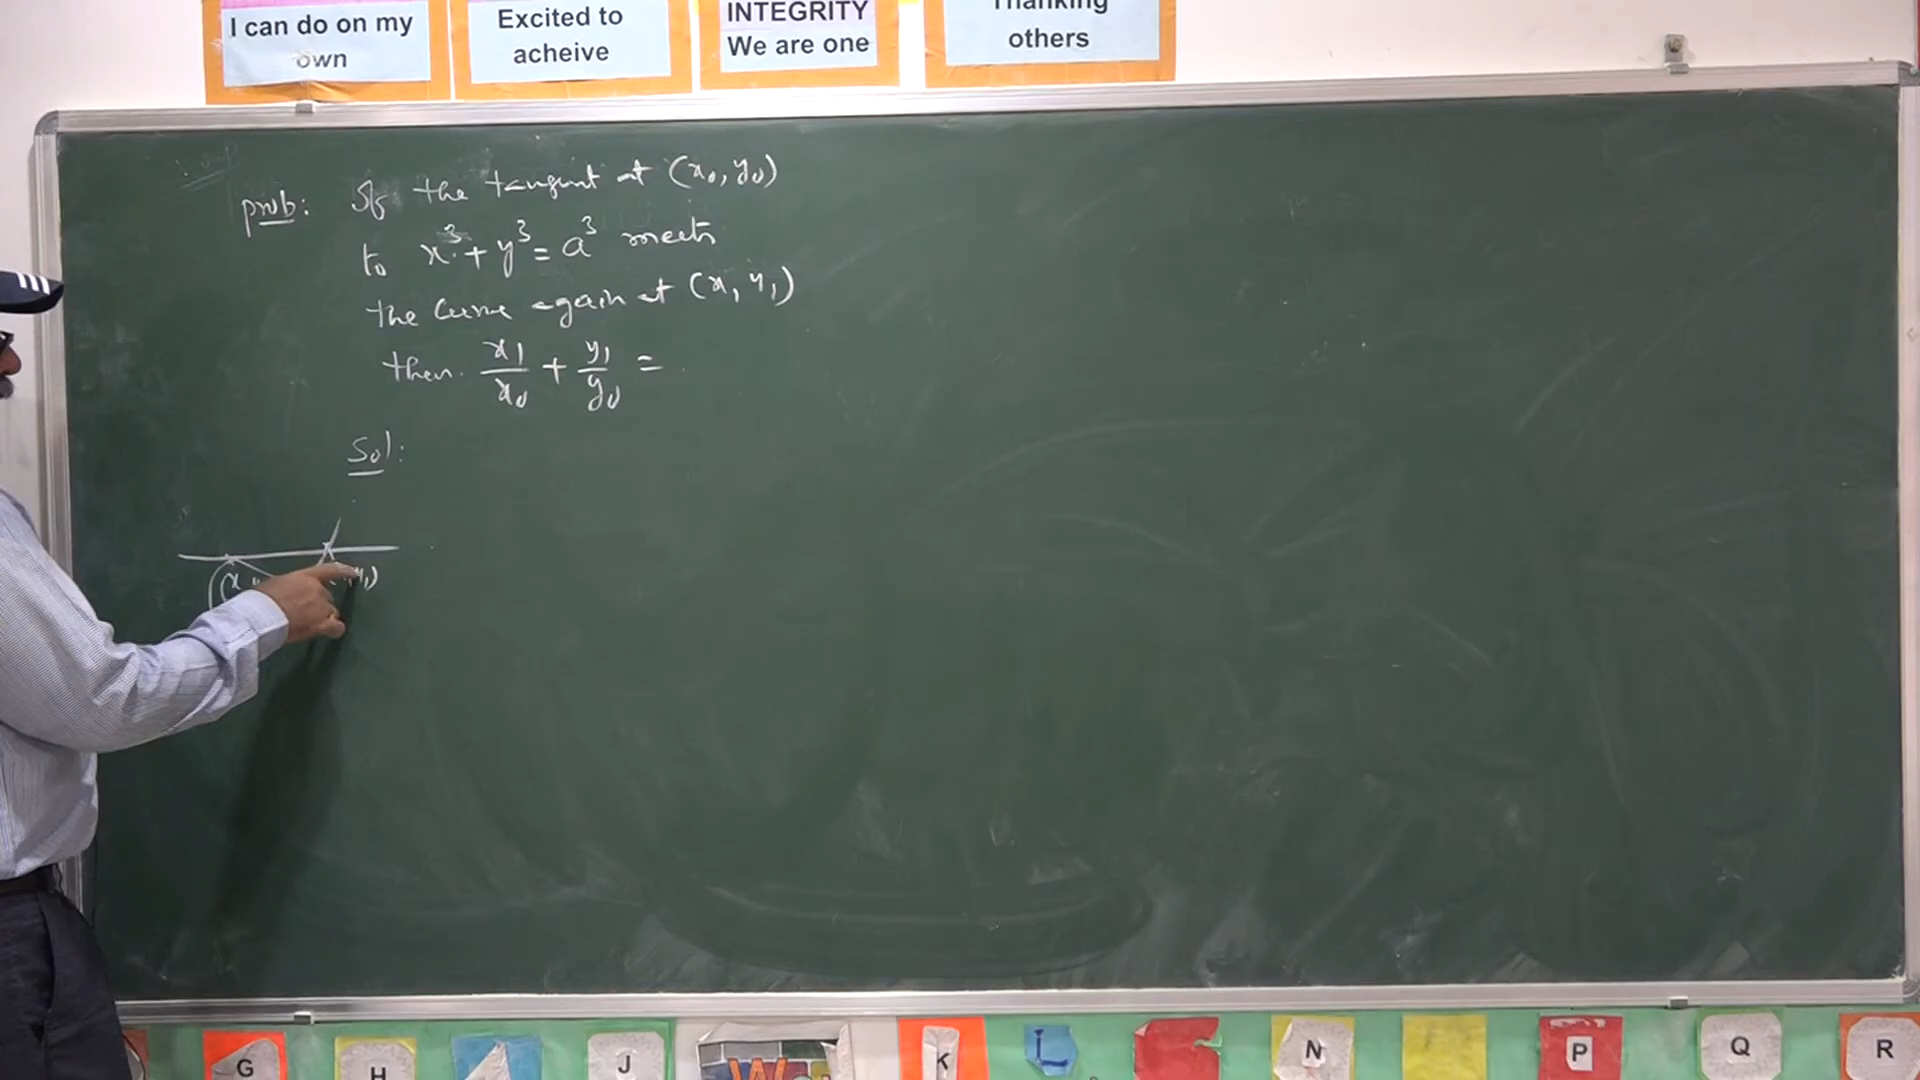 I can do on my
own
Excited to
acheive
INTEGRITY
We are one
Thanking
others
prob: If the tangent at (x₀, y₀)
to x³ + y³ = a³ meets
the curve again at (x₁ y₁)
then x₁/x₀ + y₁/y₀ =
Sol:
G
H
J
K
L
N
P
Q
R